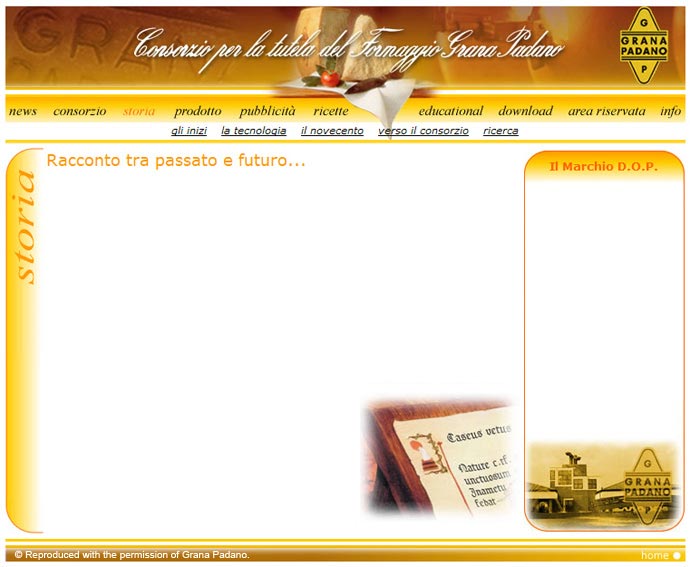 Consorzio per la tutela del Formaggio Grana Padano
G
GRANA
PADANO
P
news consorzio storia prodotto pubblicità ricette educational download area riservata info
gli inizi la tecnologia il novecento verso il consorzio ricerca
storia
Racconto tra passato e futuro...
Il Marchio D.O.P.
Caseus vetus
Nature c.rf.
unctuosum
Inametu
fedat
G
GRANA
PADANO
P
© Reproduced with the permission of Grana Padano.
home